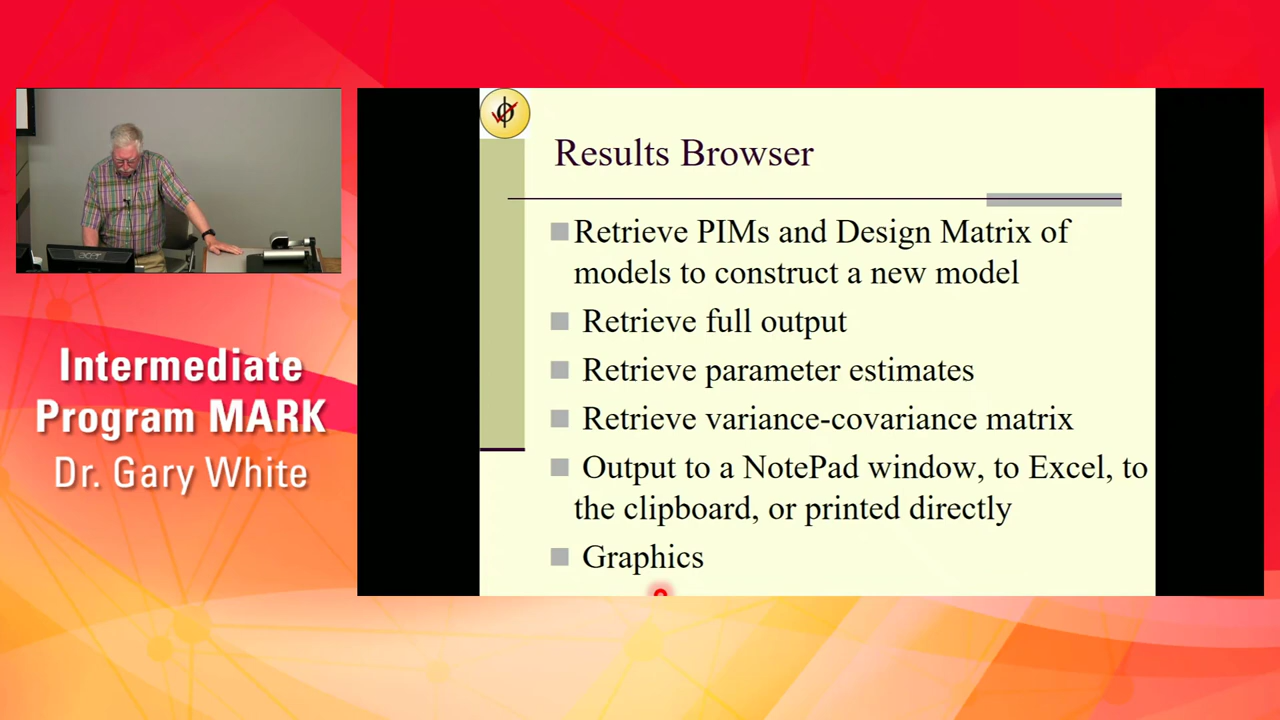 Results Browser
Retrieve PIMs and Design Matrix of
models to construct a new model
Retrieve full output
Retrieve parameter estimates
Retrieve variance-covariance matrix
Output to a NotePad window, to Excel, to
the clipboard, or printed directly
Graphics
acer
Intermediate
Program MARK
Dr. Gary White